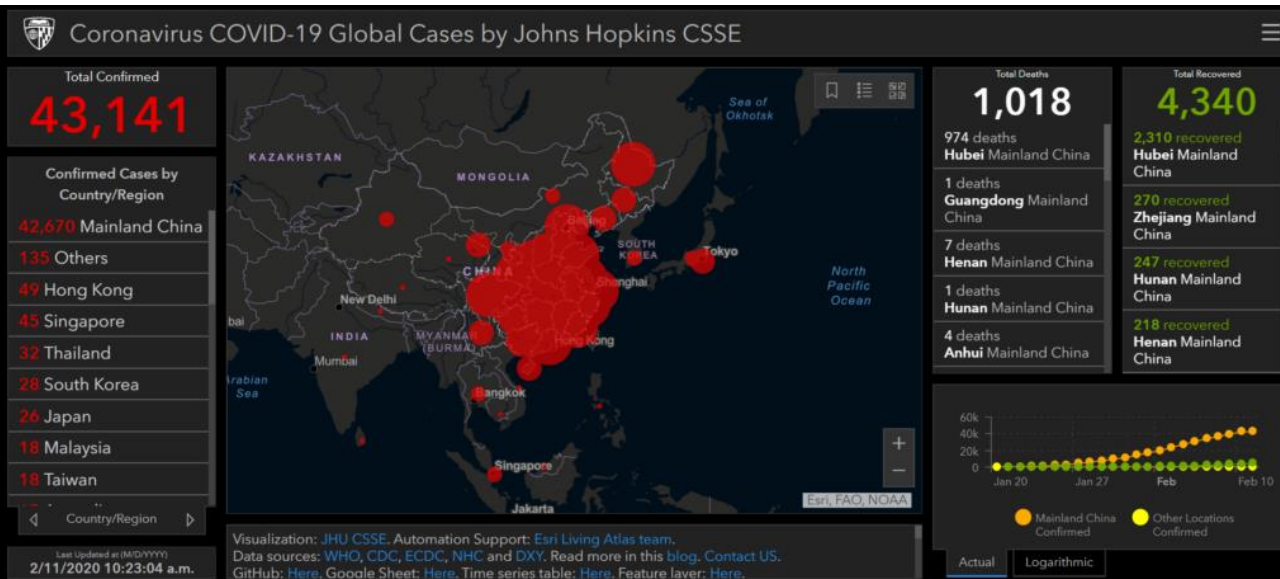 Coronavirus COVID-19 Global Cases by Johns Hopkins CSSE
Total Confirmed
43,141
Confirmed Cases by
Country/Region
42,670 Mainland China
135 Others
49 Hong Kong
45 Singapore
32 Thailand
28 South Korea
26 Japan
18 Malaysia
18 Taiwan
Country/Region
Last Updated at (M/D/YYYY)
2/11/2020 10:23:04 a.m.
Sea of
Okhotsk
KAZAKHSTAN
MONGOLIA
Beijing
SOUTH
KOREA
Tokyo
CHINA
Shanghai
North
Pacific
Ocean
New Delhi
bai
INDIA
MYANMAR
(BURMA)
Hong Kong
Mumbai
Arabian
Sea
Bangkok
Singapore
Jakarta
+
−
Esri, FAO, NOAA
Visualization: JHU CSSE. Automation Support: Esri Living Atlas team.
Data sources: WHO, CDC, ECDC, NHC and DXY. Read more in this blog. Contact US.
GitHub: Here. Google Sheet: Here. Time series table: Here. Feature layer: Here.
Total Deaths
1,018
974 deaths
Hubei Mainland China
1 deaths
Guangdong Mainland
China
7 deaths
Henan Mainland China
1 deaths
Hunan Mainland China
4 deaths
Anhui Mainland China
Total Recovered
4,340
2,310 recovered
Hubei Mainland
China
270 recovered
Zhejiang Mainland
China
247 recovered
Hunan Mainland
China
218 recovered
Henan Mainland
China
60k
40k
20k
0
Jan 20
Jan 27
Feb
Feb 10
Mainland China
Confirmed
Other Locations
Confirmed
Actual
Logarithmic